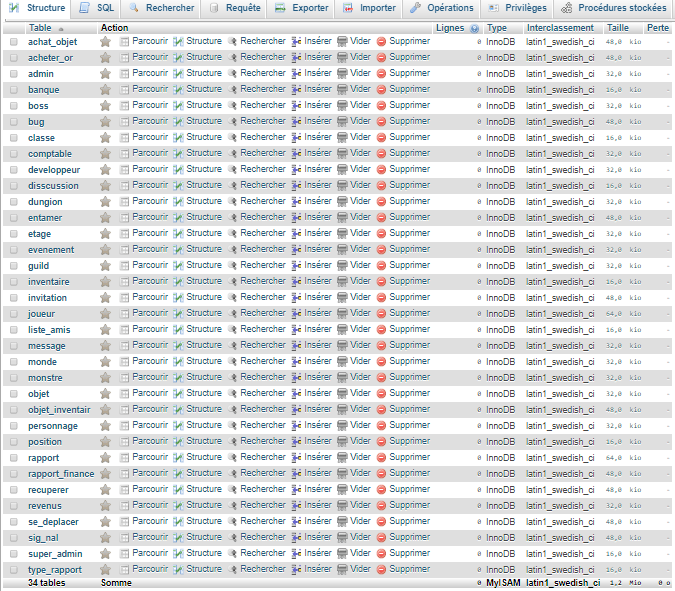 Structure SQL Rechercher Requête Exporter Importer Opérations Privilèges Procédures stockées
Table Action Lignes Type Interclassement Taille Perte
achat_objet Parcourir Structure Rechercher Insérer Vider Supprimer 0 InnoDB latin1_swedish_ci 48,0 kio -
acheter_or Parcourir Structure Rechercher Insérer Vider Supprimer 0 InnoDB latin1_swedish_ci 48,0 kio -
admin Parcourir Structure Rechercher Insérer Vider Supprimer 0 InnoDB latin1_swedish_ci 32,0 kio -
banque Parcourir Structure Rechercher Insérer Vider Supprimer 0 InnoDB latin1_swedish_ci 16,0 kio -
boss Parcourir Structure Rechercher Insérer Vider Supprimer 0 InnoDB latin1_swedish_ci 32,0 kio -
bug Parcourir Structure Rechercher Insérer Vider Supprimer 0 InnoDB latin1_swedish_ci 48,0 kio -
classe Parcourir Structure Rechercher Insérer Vider Supprimer 0 InnoDB latin1_swedish_ci 16,0 kio -
comptable Parcourir Structure Rechercher Insérer Vider Supprimer 0 InnoDB latin1_swedish_ci 32,0 kio -
developpeur Parcourir Structure Rechercher Insérer Vider Supprimer 0 InnoDB latin1_swedish_ci 32,0 kio -
disscussion Parcourir Structure Rechercher Insérer Vider Supprimer 0 InnoDB latin1_swedish_ci 16,0 kio -
dungion Parcourir Structure Rechercher Insérer Vider Supprimer 0 InnoDB latin1_swedish_ci 32,0 kio -
entamer Parcourir Structure Rechercher Insérer Vider Supprimer 0 InnoDB latin1_swedish_ci 48,0 kio -
etage Parcourir Structure Rechercher Insérer Vider Supprimer 0 InnoDB latin1_swedish_ci 32,0 kio -
evenement Parcourir Structure Rechercher Insérer Vider Supprimer 0 InnoDB latin1_swedish_ci 32,0 kio -
guild Parcourir Structure Rechercher Insérer Vider Supprimer 0 InnoDB latin1_swedish_ci 32,0 kio -
inventaire Parcourir Structure Rechercher Insérer Vider Supprimer 0 InnoDB latin1_swedish_ci 16,0 kio -
invitation Parcourir Structure Rechercher Insérer Vider Supprimer 0 InnoDB latin1_swedish_ci 48,0 kio -
joueur Parcourir Structure Rechercher Insérer Vider Supprimer 0 InnoDB latin1_swedish_ci 64,0 kio -
liste_amis Parcourir Structure Rechercher Insérer Vider Supprimer 0 InnoDB latin1_swedish_ci 16,0 kio -
message Parcourir Structure Rechercher Insérer Vider Supprimer 0 InnoDB latin1_swedish_ci 32,0 kio -
monde Parcourir Structure Rechercher Insérer Vider Supprimer 0 InnoDB latin1_swedish_ci 32,0 kio -
monstre Parcourir Structure Rechercher Insérer Vider Supprimer 0 InnoDB latin1_swedish_ci 32,0 kio -
objet Parcourir Structure Rechercher Insérer Vider Supprimer 0 InnoDB latin1_swedish_ci 32,0 kio -
objet_inventair Parcourir Structure Rechercher Insérer Vider Supprimer 0 InnoDB latin1_swedish_ci 48,0 kio -
personnage Parcourir Structure Rechercher Insérer Vider Supprimer 0 InnoDB latin1_swedish_ci 32,0 kio -
position Parcourir Structure Rechercher Insérer Vider Supprimer 0 InnoDB latin1_swedish_ci 16,0 kio -
rapport Parcourir Structure Rechercher Insérer Vider Supprimer 0 InnoDB latin1_swedish_ci 64,0 kio -
rapport_finance Parcourir Structure Rechercher Insérer Vider Supprimer 0 InnoDB latin1_swedish_ci 48,0 kio -
recuperer Parcourir Structure Rechercher Insérer Vider Supprimer 0 InnoDB latin1_swedish_ci 48,0 kio -
revenus Parcourir Structure Rechercher Insérer Vider Supprimer 0 InnoDB latin1_swedish_ci 32,0 kio -
se_deplacer Parcourir Structure Rechercher Insérer Vider Supprimer 0 InnoDB latin1_swedish_ci 48,0 kio -
sig_nal Parcourir Structure Rechercher Insérer Vider Supprimer 0 InnoDB latin1_swedish_ci 48,0 kio -
super_admin Parcourir Structure Rechercher Insérer Vider Supprimer 0 InnoDB latin1_swedish_ci 16,0 kio -
type_rapport Parcourir Structure Rechercher Insérer Vider Supprimer 0 InnoDB latin1_swedish_ci 16,0 kio -
34 tables Somme 0 MyISAM latin1_swedish_ci 1,2 Mio 0 o